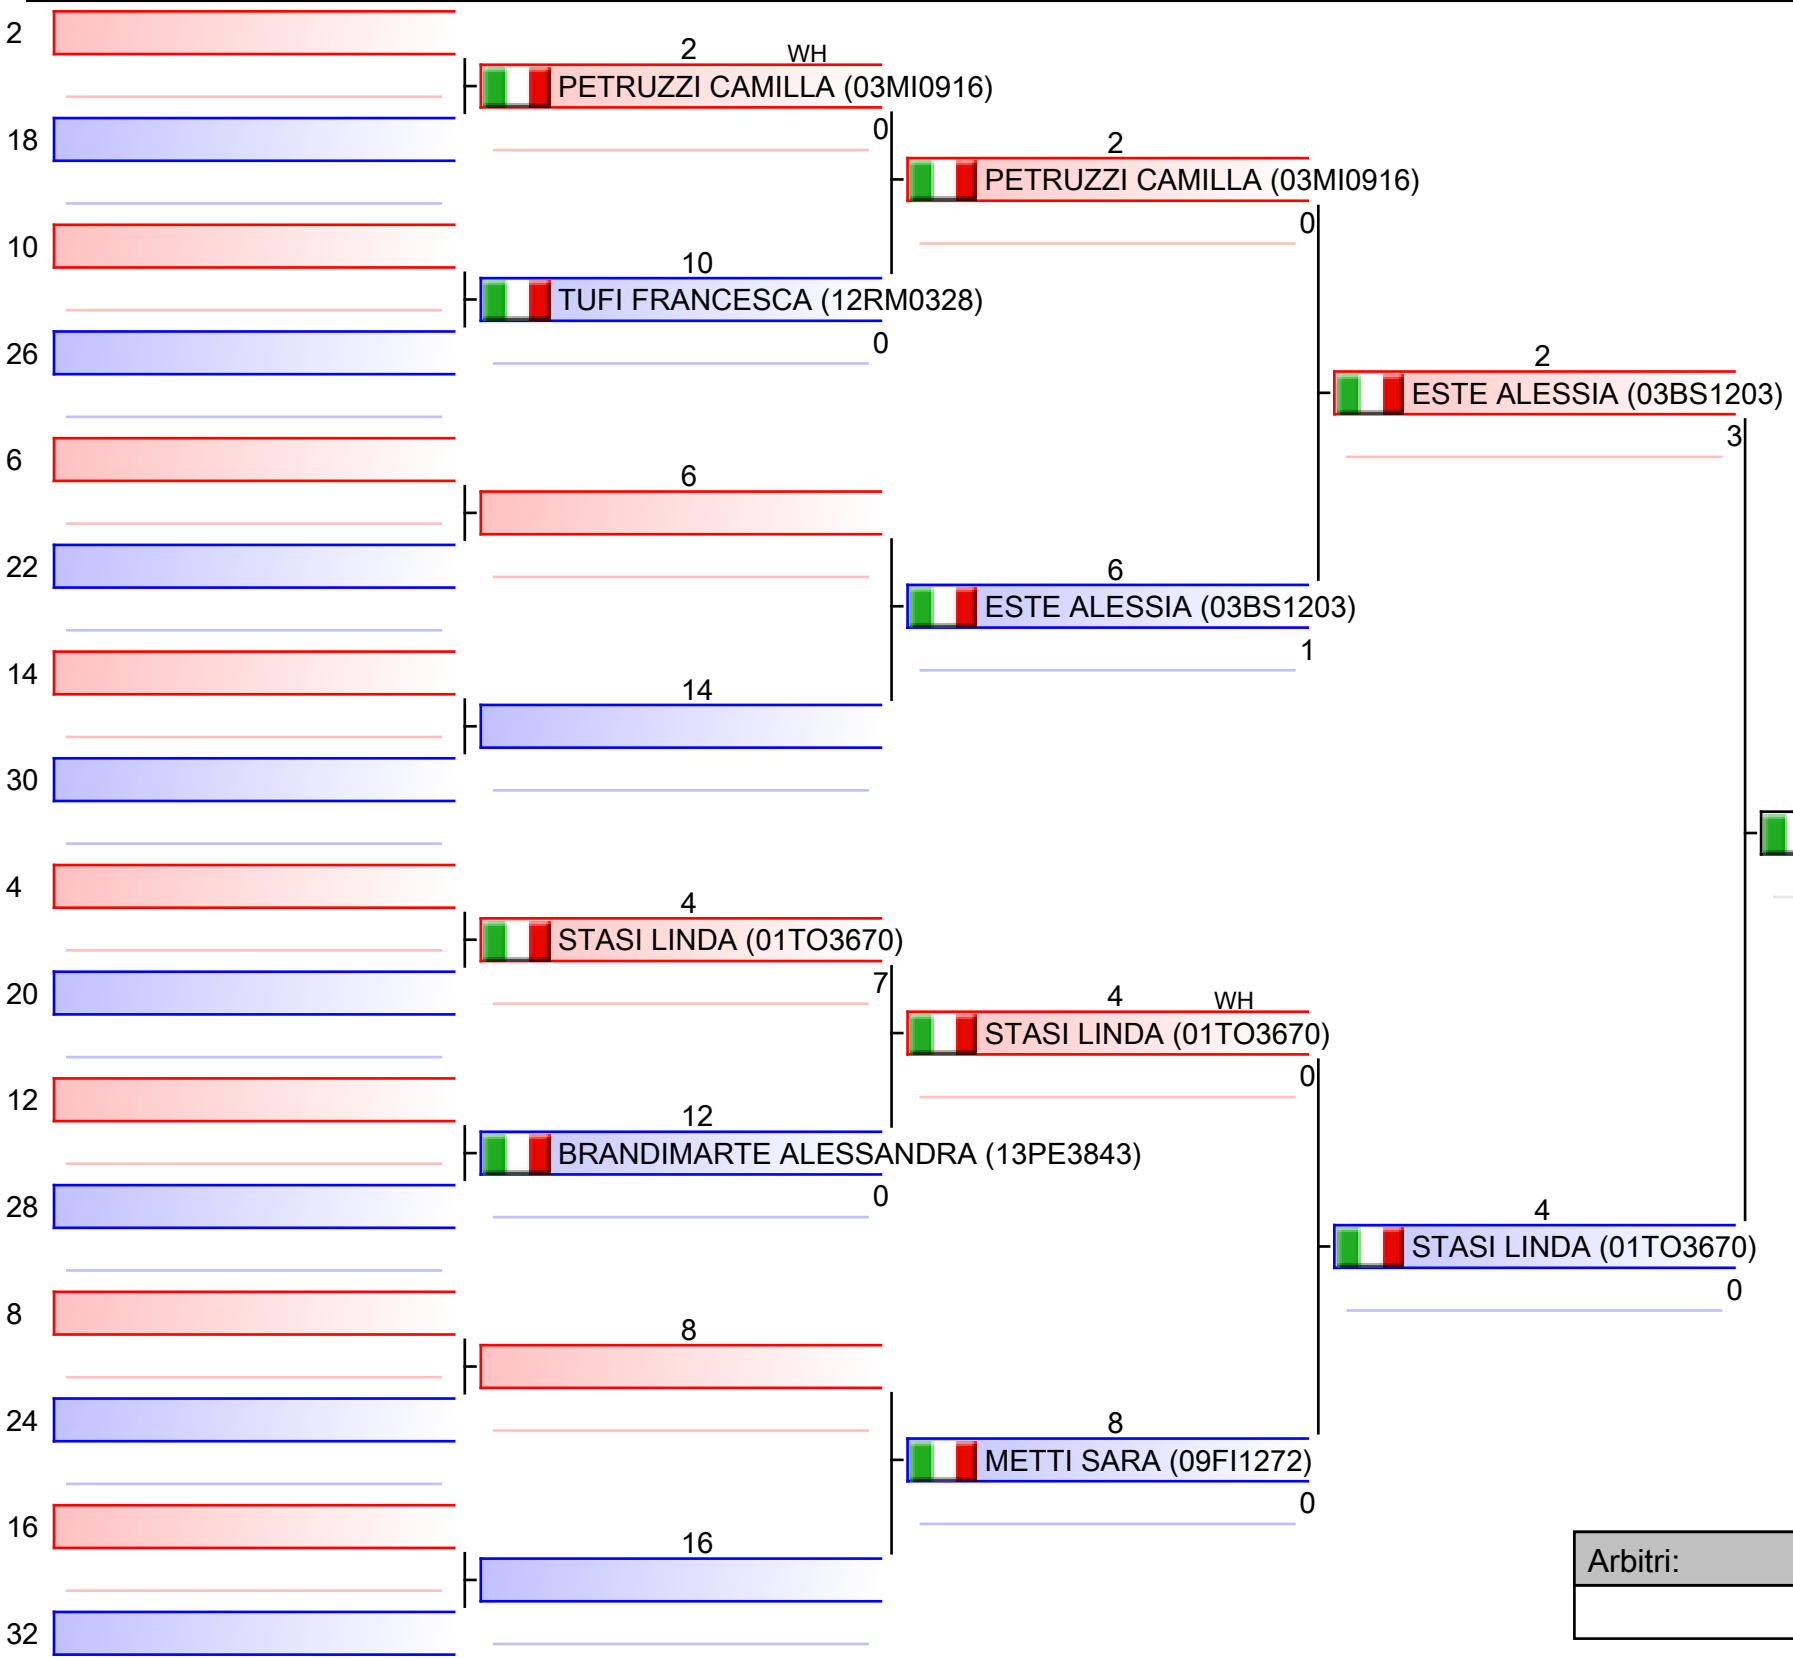 2
2 WH
PETRUZZI CAMILLA (03MI0916)
0
18
2
PETRUZZI CAMILLA (03MI0916)
0
10
10
TUFI FRANCESCA (12RM0328)
0
26
2
ESTE ALESSIA (03BS1203)
3
6
6
22
6
ESTE ALESSIA (03BS1203)
1
14
14
30
4
4
STASI LINDA (01TO3670)
7
20
4 WH
STASI LINDA (01TO3670)
0
12
12
BRANDIMARTE ALESSANDRA (13PE3843)
0
28
4
STASI LINDA (01TO3670)
0
8
8
24
8
METTI SARA (09FI1272)
0
16
16
Arbitri:
32